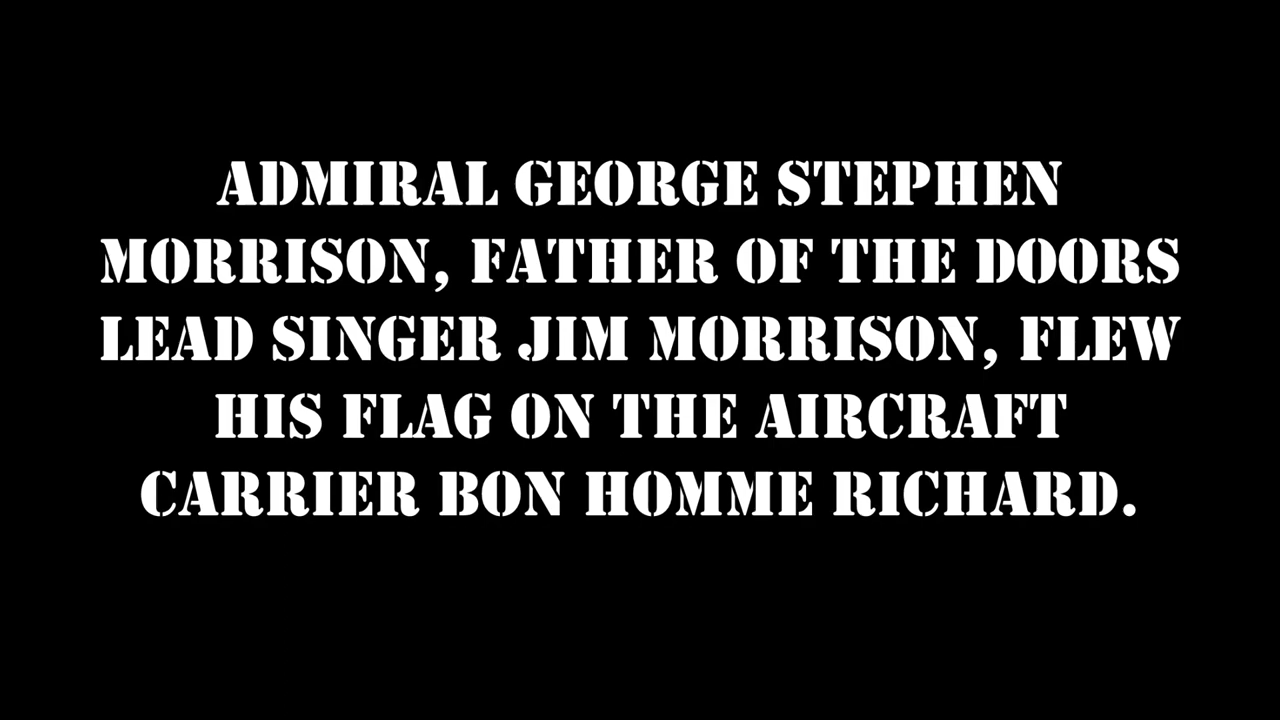 ADMIRAL GEORGE STEPHEN
MORRISON, FATHER OF THE DOORS
LEAD SINGER JIM MORRISON, FLEW
HIS FLAG ON THE AIRCRAFT
CARRIER BON HOMME RICHARD.